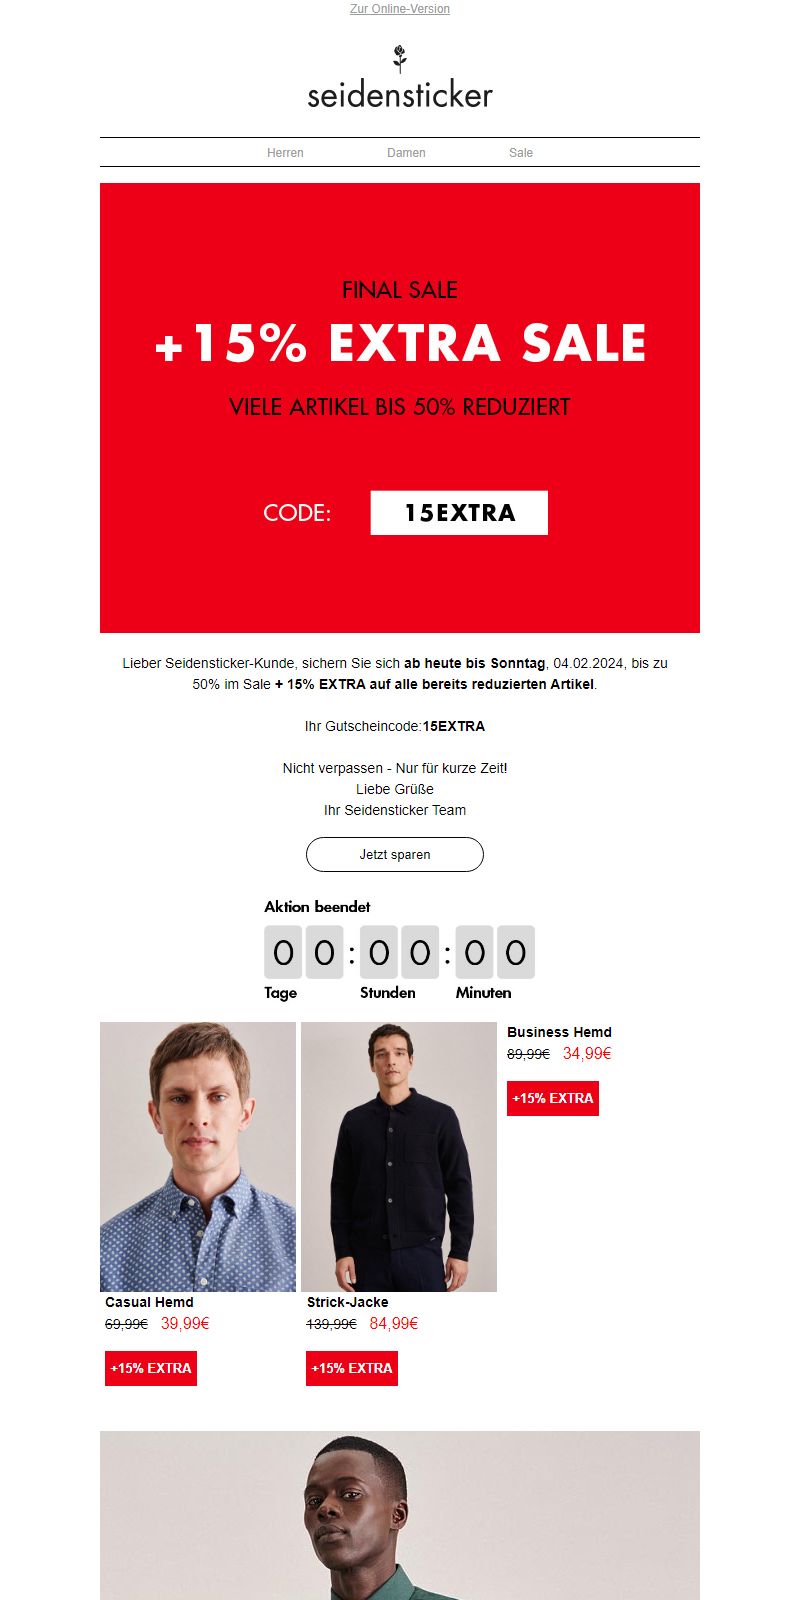 Zur Online-Version
seidensticker
Herren Damen Sale
FINAL SALE
+15% EXTRA SALE
VIELE ARTIKEL BIS 50% REDUZIERT
CODE: 15EXTRA
Lieber Seidensticker-Kunde, sichern Sie sich ab heute bis Sonntag, 04.02.2024, bis zu
50% im Sale + 15% EXTRA auf alle bereits reduzierten Artikel.
Ihr Gutscheincode:15EXTRA
Nicht verpassen - Nur für kurze Zeit!
Liebe Grüße
Ihr Seidensticker Team
Jetzt sparen
Aktion beendet
00:00:00
Tage Stunden Minuten
Casual Hemd
69,99€ 39,99€
+15% EXTRA
Strick-Jacke
139,99€ 84,99€
+15% EXTRA
Business Hemd
89,99€ 34,99€
+15% EXTRA